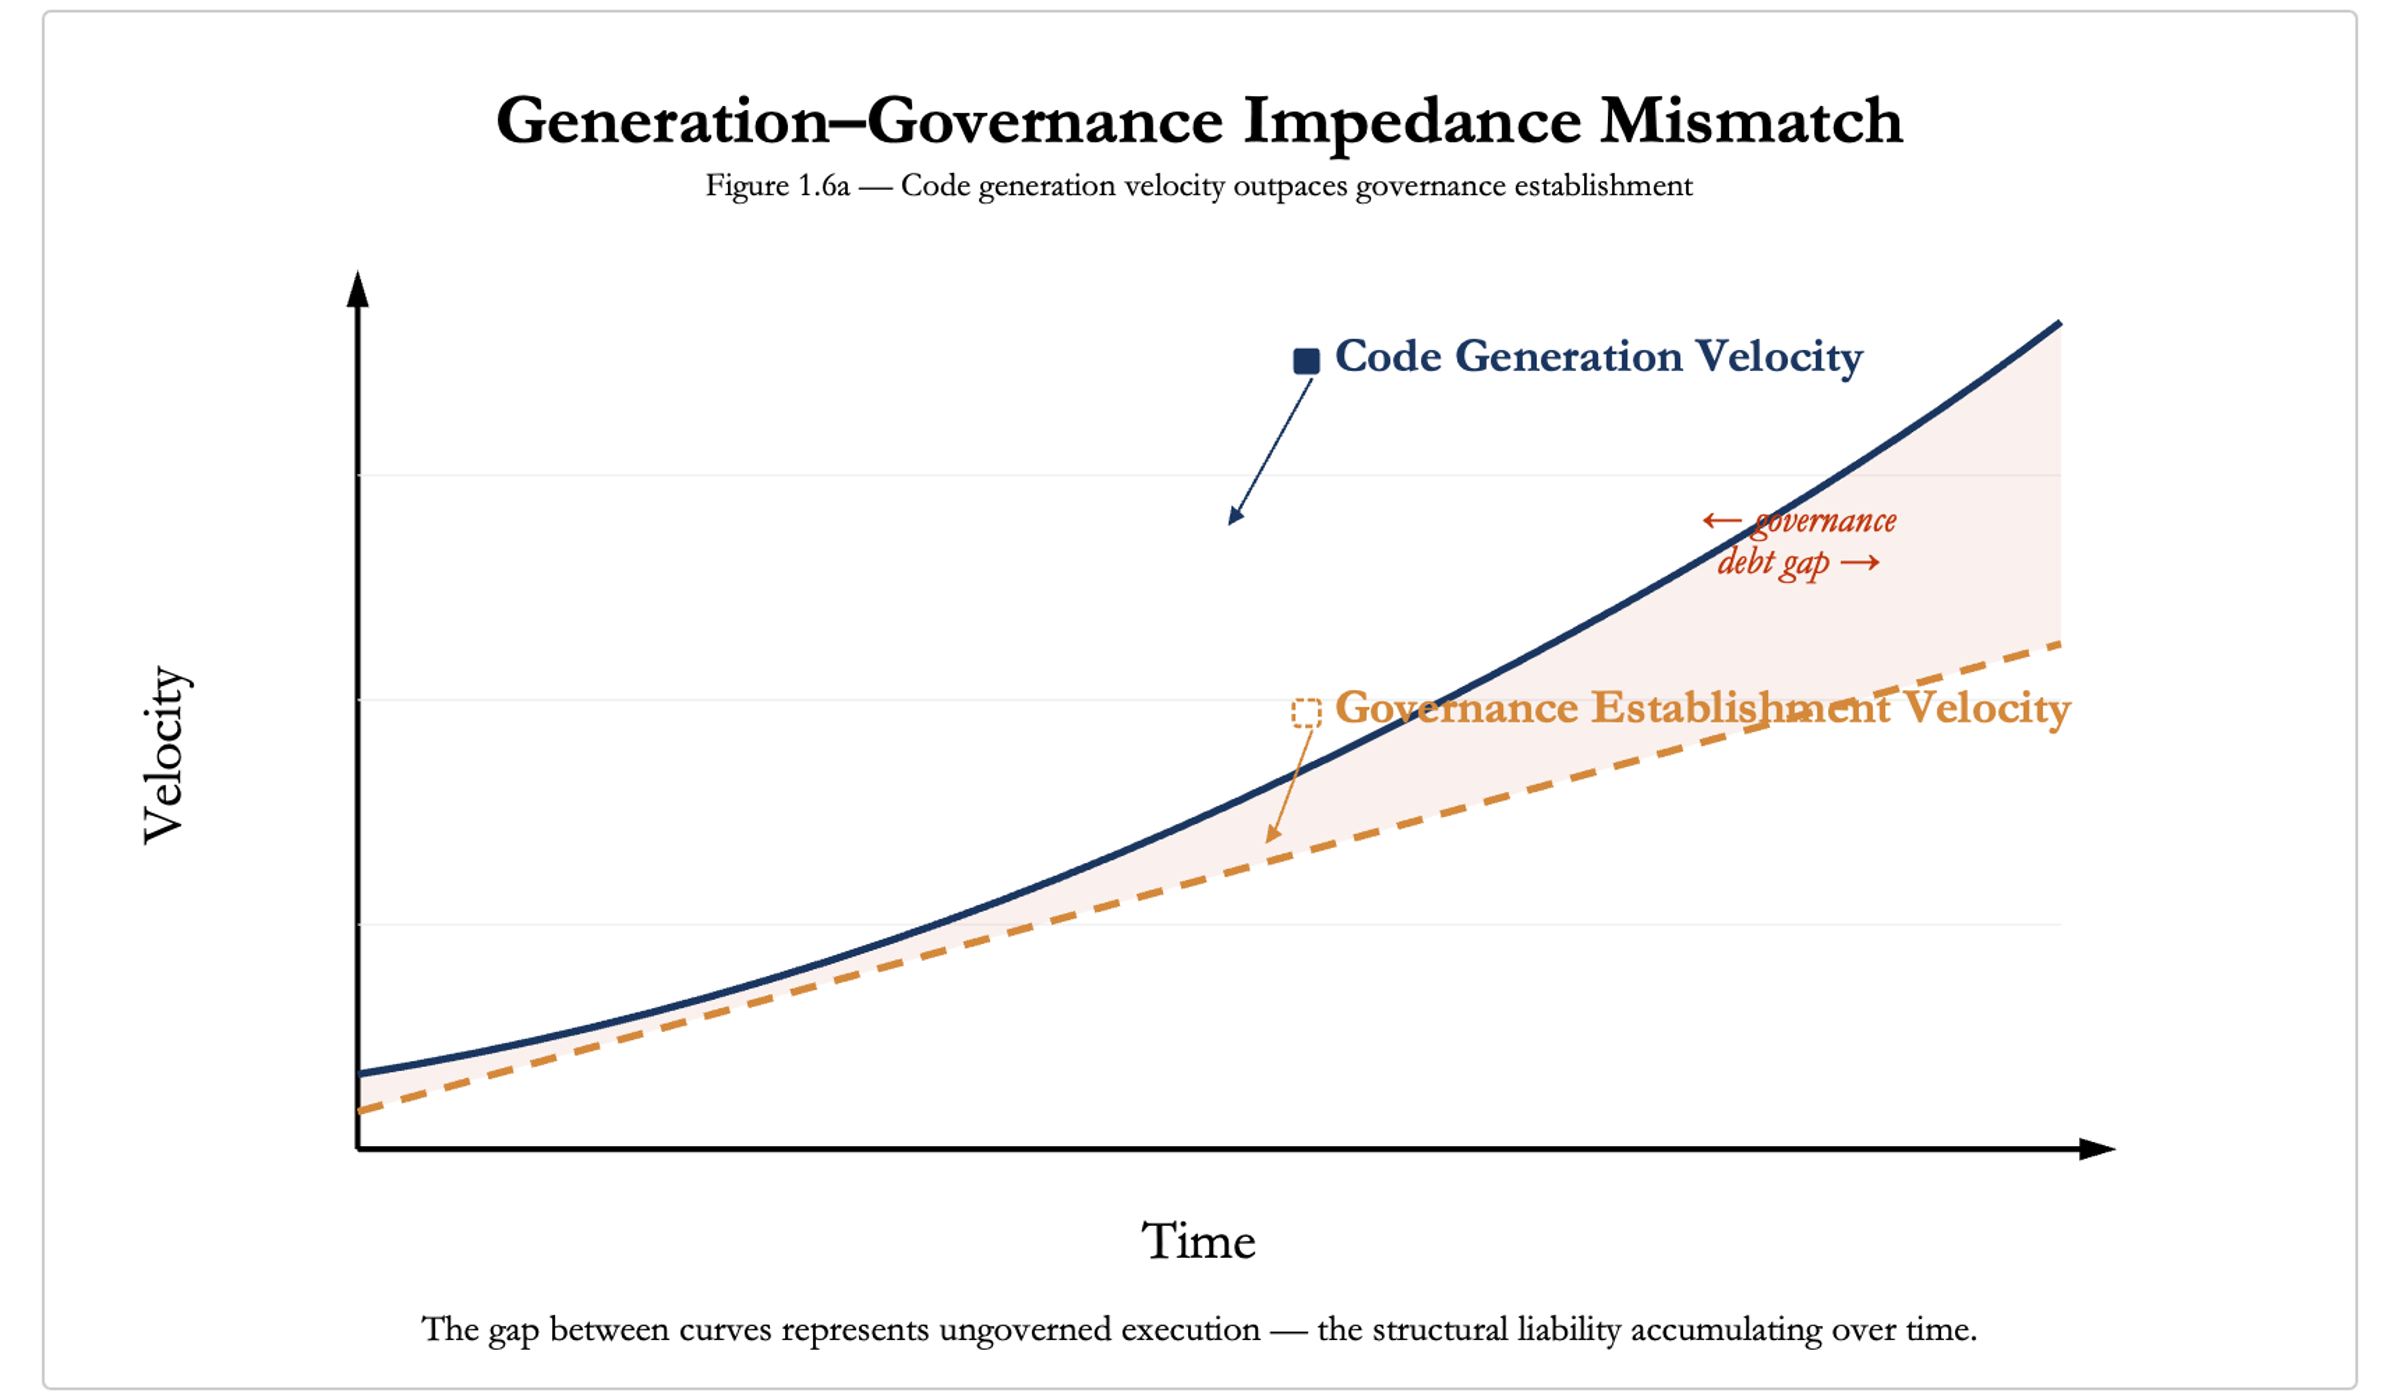 Generation–Governance Impedance Mismatch
Figure 1.6a — Code generation velocity outpaces governance establishment
Code Generation Velocity
← governance
debt gap →
Governance Establishment Velocity
Velocity
Time
The gap between curves represents ungoverned execution — the structural liability accumulating over time.